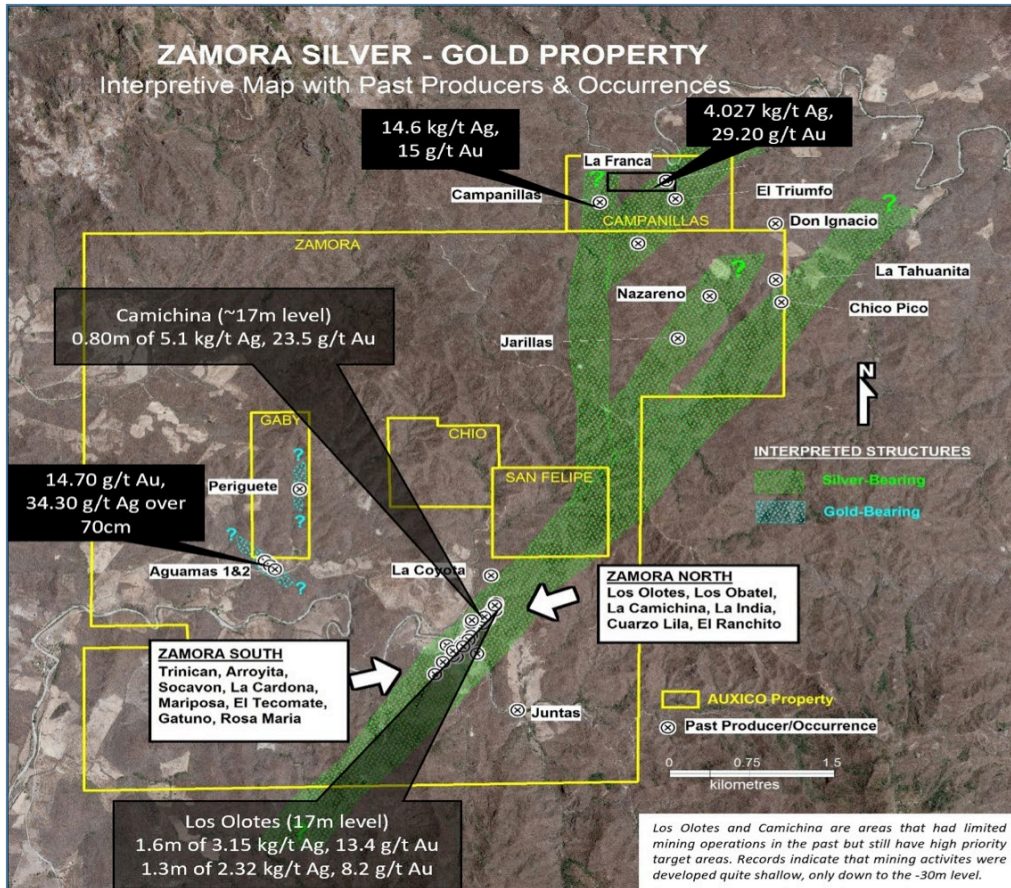 ZAMORA SILVER - GOLD PROPERTY
Interpretive Map with Past Producers & Occurrences
14.6 kg/t Ag,
15 g/t Au
4.027 kg/t Ag,
29.20 g/t Au
La Franca
?
Campanillas
El Triumfo
CAMPANILLAS
Don Ignacio
?
ZAMORA
La Tahuanita
?
Nazareno
Chico Pico
Camichina (~17m level)
0.80m of 5.1 kg/t Ag, 23.5 g/t Au
Jarillas
N
GABY
CHIO
INTERPRETED STRUCTURES
Silver-Bearing
Gold-Bearing
?
Periguete
?
SAN FELIPE
14.70 g/t Au,
34.30 g/t Ag over
70cm
?
Aguamas 1&2
?
La Coyota
ZAMORA NORTH
Los Olotes, Los Obatel,
La Camichina, La India,
Cuarzo Lila, El Ranchito
ZAMORA SOUTH
Trinican, Arroyita,
Socavon, La Cardona,
Mariposa, El Tecomate,
Gatuno, Rosa Maria
Juntas
AUXICO Property
Past Producer/Occurrence
0 0.75 1.5
kilometres
?
Los Olotes (17m level)
1.6m of 3.15 kg/t Ag, 13.4 g/t Au
1.3m of 2.32 kg/t Ag, 8.2 g/t Au
Los Olotes and Camichina are areas that had limited
mining operations in the past but still have high priority
target areas. Records indicate that mining activites were
developed quite shallow, only down to the -30m level.